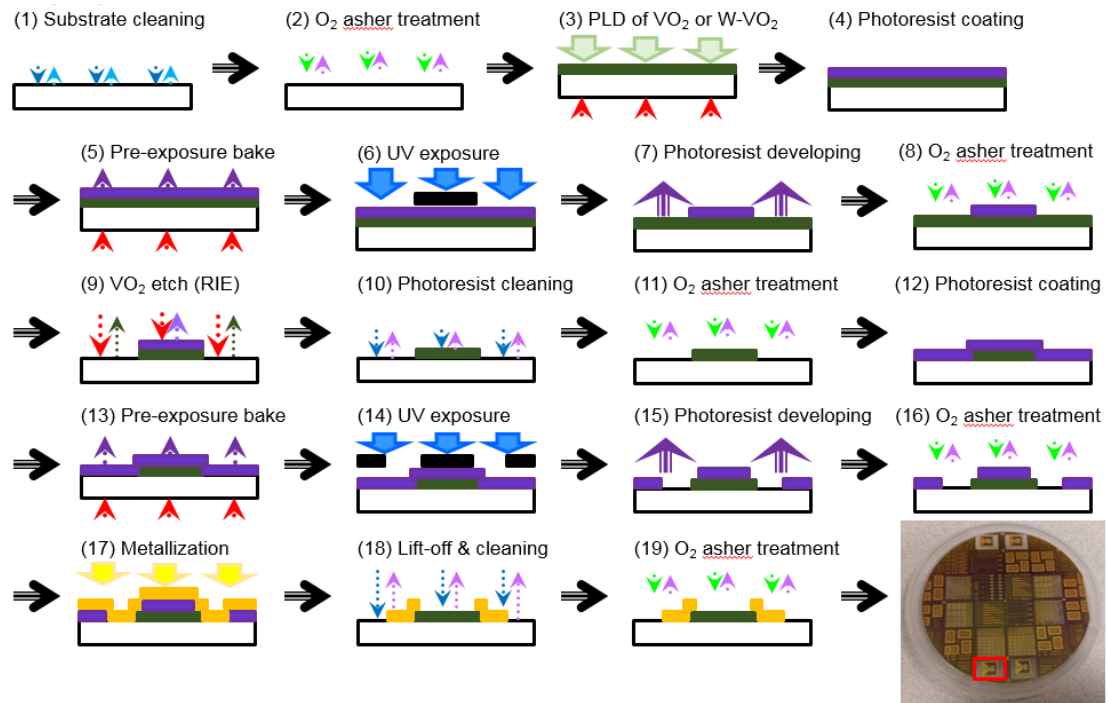 (1) Substrate cleaning
(2) O₂ asher treatment
(3) PLD of VO₂ or W-VO₂
(4) Photoresist coating
(5) Pre-exposure bake
(6) UV exposure
(7) Photoresist developing
(8) O₂ asher treatment
(9) VO₂ etch (RIE)
(10) Photoresist cleaning
(11) O₂ asher treatment
(12) Photoresist coating
(13) Pre-exposure bake
(14) UV exposure
(15) Photoresist developing
(16) O₂ asher treatment
(17) Metallization
(18) Lift-off & cleaning
(19) O₂ asher treatment